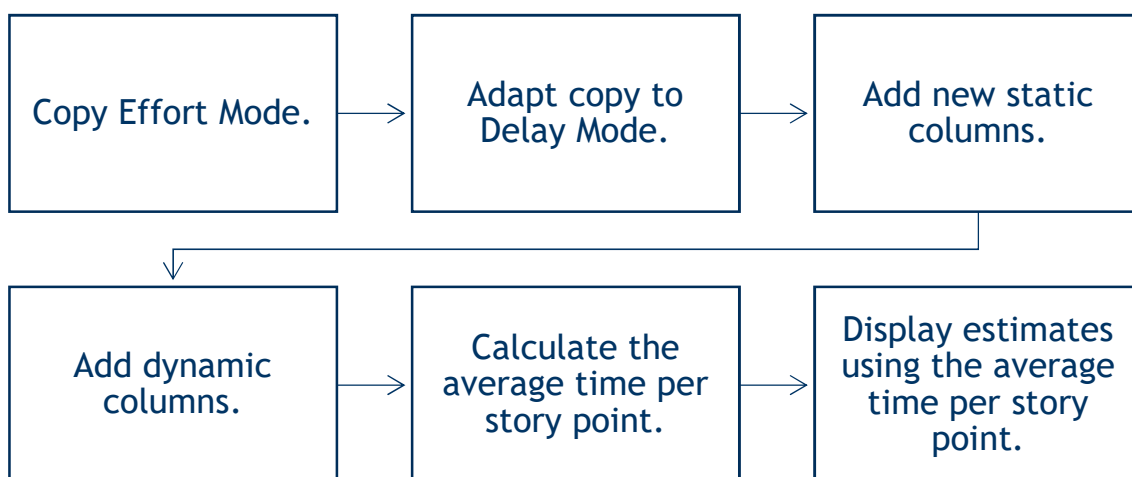 Copy Effort Mode.
Adapt copy to
Delay Mode.
Add new static
columns.
Add dynamic
columns.
Calculate the
average time per
story point.
Display estimates
using the average
time per story
point.